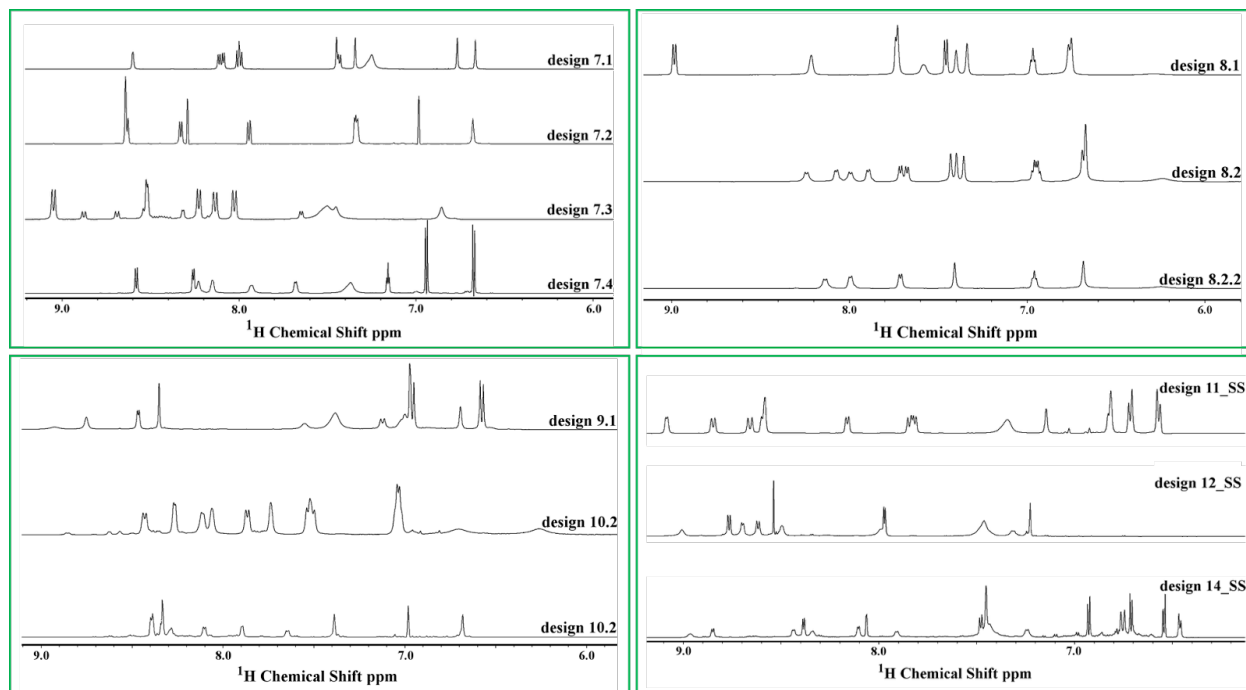 design 7.1
design 7.2
design 7.3
design 7.4
9.0 8.0 7.0 6.0
1H Chemical Shift ppm
design 8.1
design 8.2
design 8.2.2
9.0 8.0 7.0 6.0
1H Chemical Shift ppm
design 9.1
design 10.2
design 10.2
9.0 8.0 7.0 6.0
1H Chemical Shift ppm
design 11_SS
design 12_SS
design 14_SS
9.0 8.0 7.0
1H Chemical Shift ppm